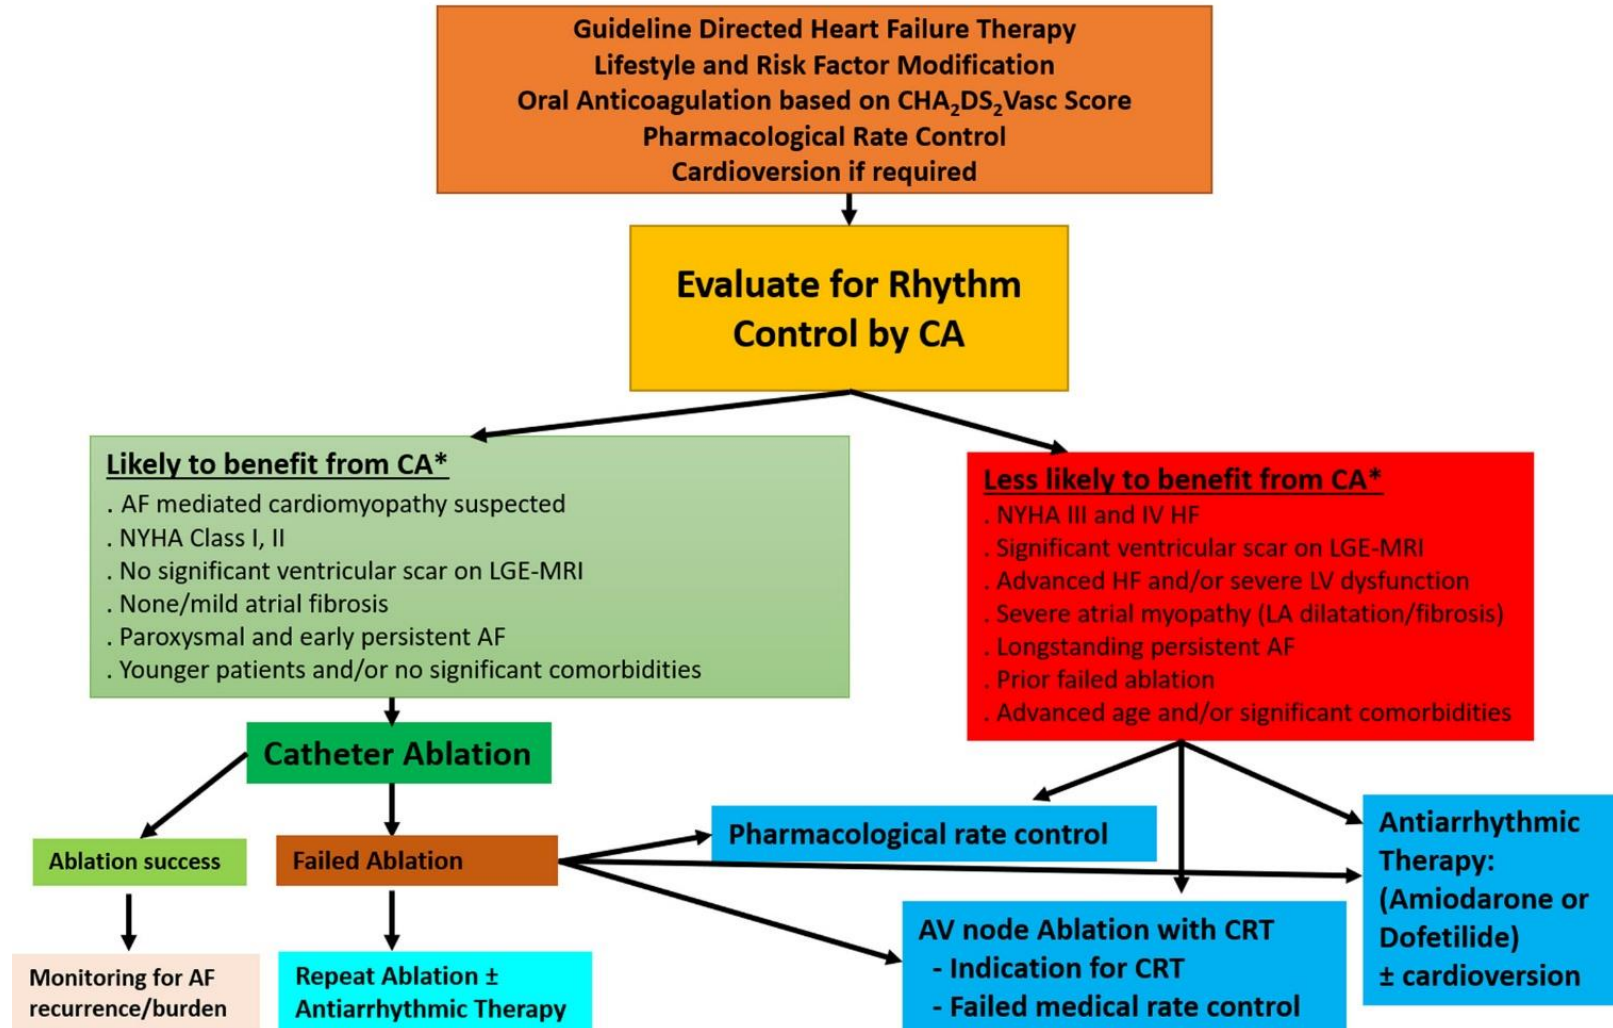 Guideline Directed Heart Failure Therapy
Lifestyle and Risk Factor Modification
Oral Anticoagulation based on CHA₂DS₂Vasc Score
Pharmacological Rate Control
Cardioversion if required
Evaluate for Rhythm
Control by CA
Likely to benefit from CA*
. AF mediated cardiomyopathy suspected
. NYHA Class I, II
. No significant ventricular scar on LGE-MRI
. None/mild atrial fibrosis
. Paroxysmal and early persistent AF
. Younger patients and/or no significant comorbidities
Less likely to benefit from CA*
. NYHA III and IV HF
. Significant ventricular scar on LGE-MRI
. Advanced HF and/or severe LV dysfunction
. Severe atrial myopathy (LA dilatation/fibrosis)
. Longstanding persistent AF
. Prior failed ablation
. Advanced age and/or significant comorbidities
Catheter Ablation
Ablation success
Failed Ablation
Pharmacological rate control
Antiarrhythmic
Therapy:
(Amiodarone or
Dofetilide)
± cardioversion
Monitoring for AF
recurrence/burden
Repeat Ablation ±
Antiarrhythmic Therapy
AV node Ablation with CRT
- Indication for CRT
- Failed medical rate control